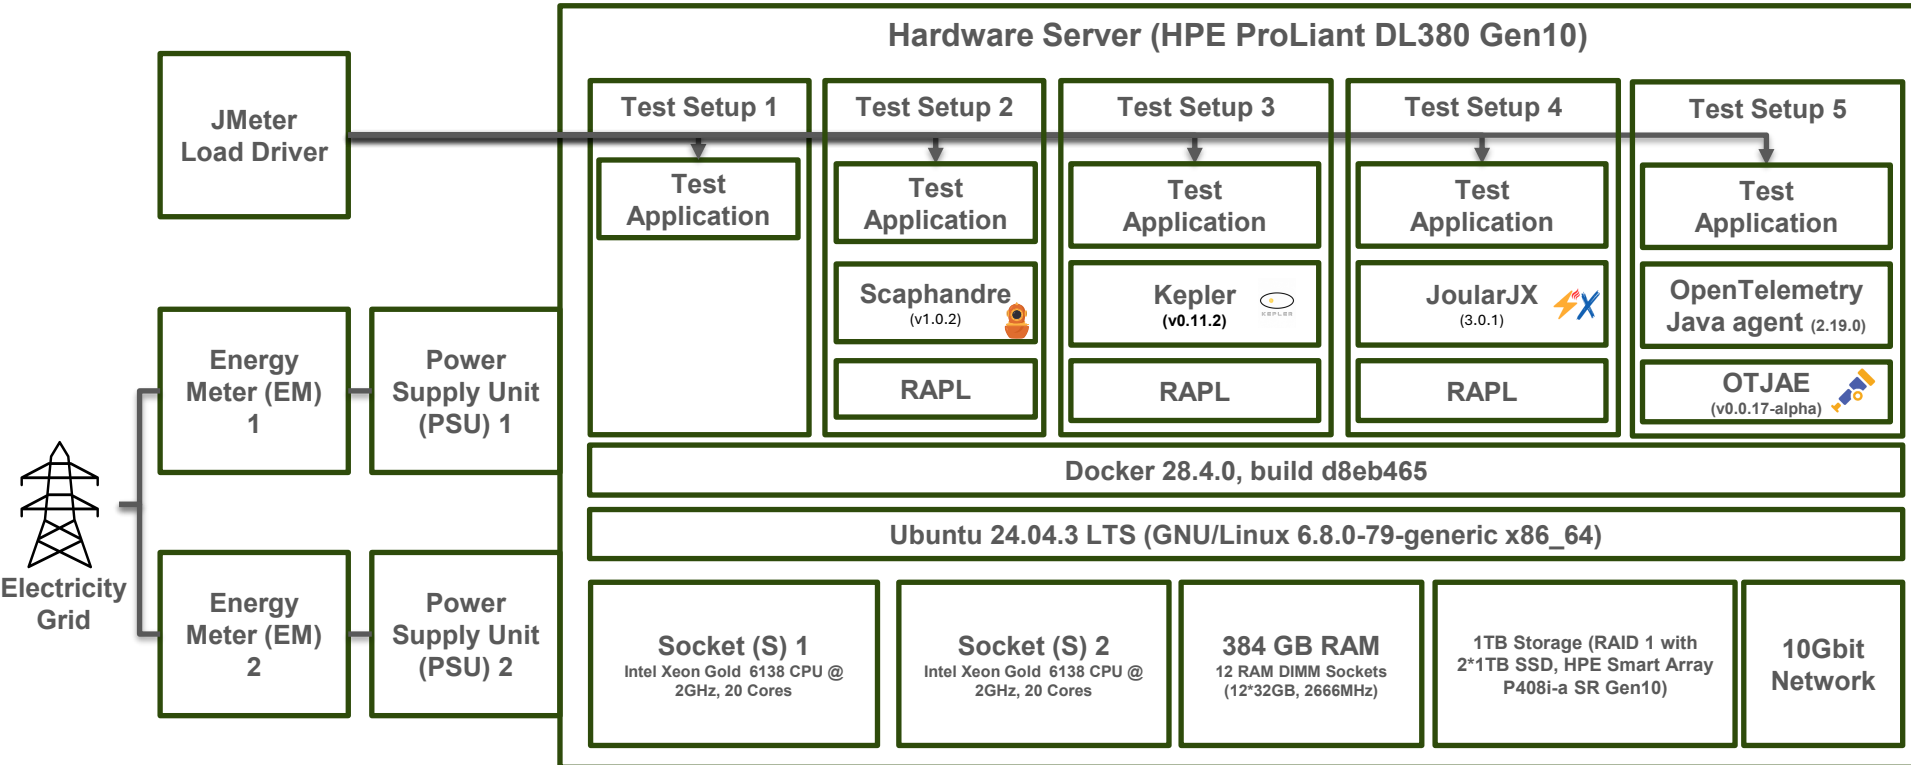 Hardware Server (HPE ProLiant DL380 Gen10)
JMeter
Load Driver
Test Setup 1
Test
Application
Test Setup 2
Test
Application
Scaphandre
(v1.0.2)
RAPL
Test Setup 3
Test
Application
Kepler
(v0.11.2)
KEPLER
RAPL
Test Setup 4
Test
Application
JoularJX
(3.0.1)
X
RAPL
Test Setup 5
Test
Application
OpenTelemetry
Java agent (2.19.0)
OTJAE
(v0.0.17-alpha)
Energy
Meter (EM)
1
Power
Supply Unit
(PSU) 1
Docker 28.4.0, build d8eb465
Ubuntu 24.04.3 LTS (GNU/Linux 6.8.0-79-generic x86_64)
Electricity
Grid
Energy
Meter (EM)
2
Power
Supply Unit
(PSU) 2
Socket (S) 1
Intel Xeon Gold 6138 CPU @
2GHz, 20 Cores
Socket (S) 2
Intel Xeon Gold 6138 CPU @
2GHz, 20 Cores
384 GB RAM
12 RAM DIMM Sockets
(12*32GB, 2666MHz)
1TB Storage (RAID 1 with
2*1TB SSD, HPE Smart Array
P408i-a SR Gen10)
10Gbit
Network